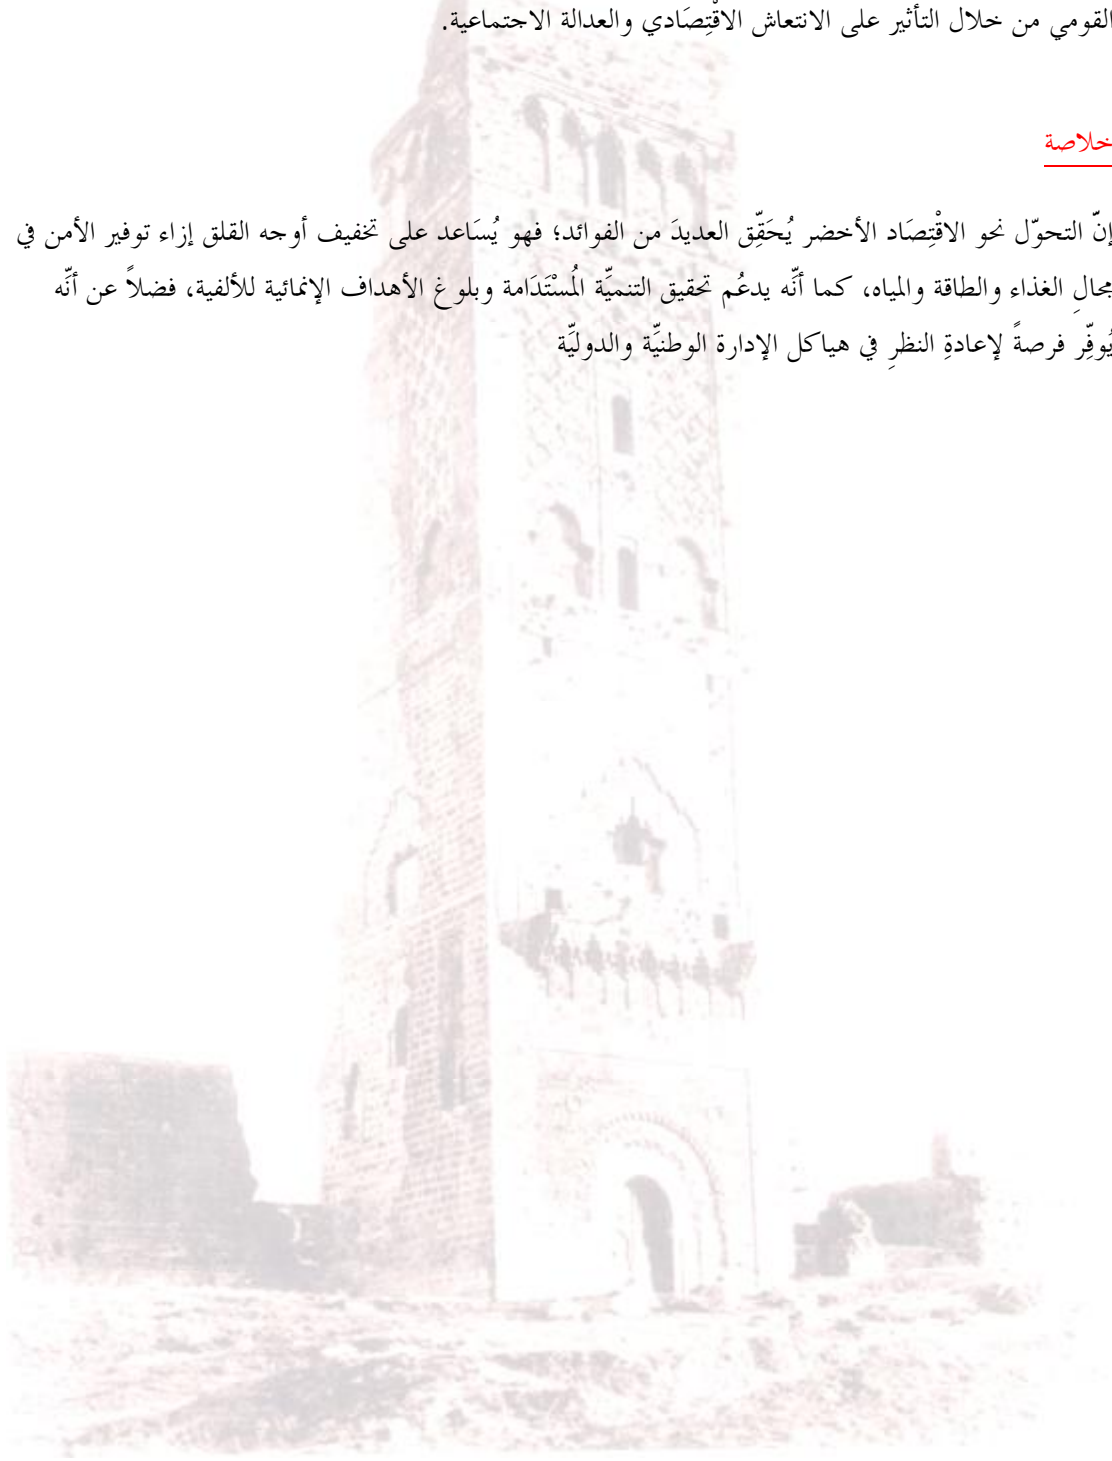 القومي من خلال التأثير على الانتعاش الاقْتِصَادي والعدالة الاجتماعية.
خلاصة
إنّ التحوّل نحو الاقْتِصَاد الأخضر يُحَقِّق العديدَ من الفوائد؛ فهو يُسَاعد على تخفيف أوجه القلق إزاء توفير الأمن في
مجالِ الغذاء والطاقة والمياه، كما أنَّه يدعُم تحقيق التنميَّة المُسْتَدَامة وبلوغ الأهداف الإنمائية للألفية، فضلاً عن أنَّه
يُوفِّر فرصةً لإعادةِ النظرِ في هياكل الإدارة الوطنيَّة والدوليَّة